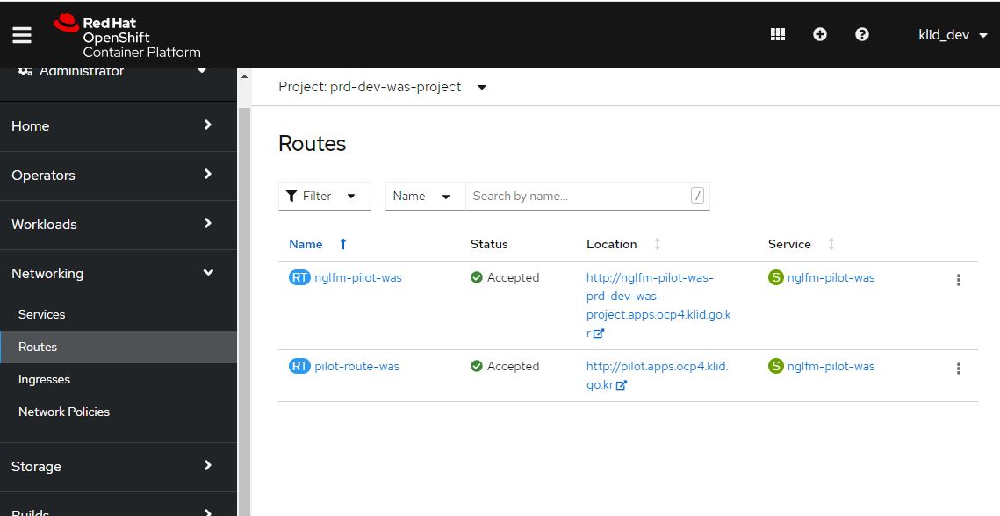 Red Hat
OpenShift
Container Platform
klid_dev
Administrator
Home
Operators
Workloads
Networking
Services
Routes
Ingresses
Network Policies
Storage
Builds
Project: prd-dev-was-project
Routes
Filter
Name
Search by name...
/
Name Status Location Service
RT nglfm-pilot-was Accepted http://nglfm-pilot-was- S nglfm-pilot-was
prd-dev-was-
project.apps.ocp4.klid.go.k
r
RT pilot-route-was Accepted http://pilot.apps.ocp4.klid. S nglfm-pilot-was
go.kr